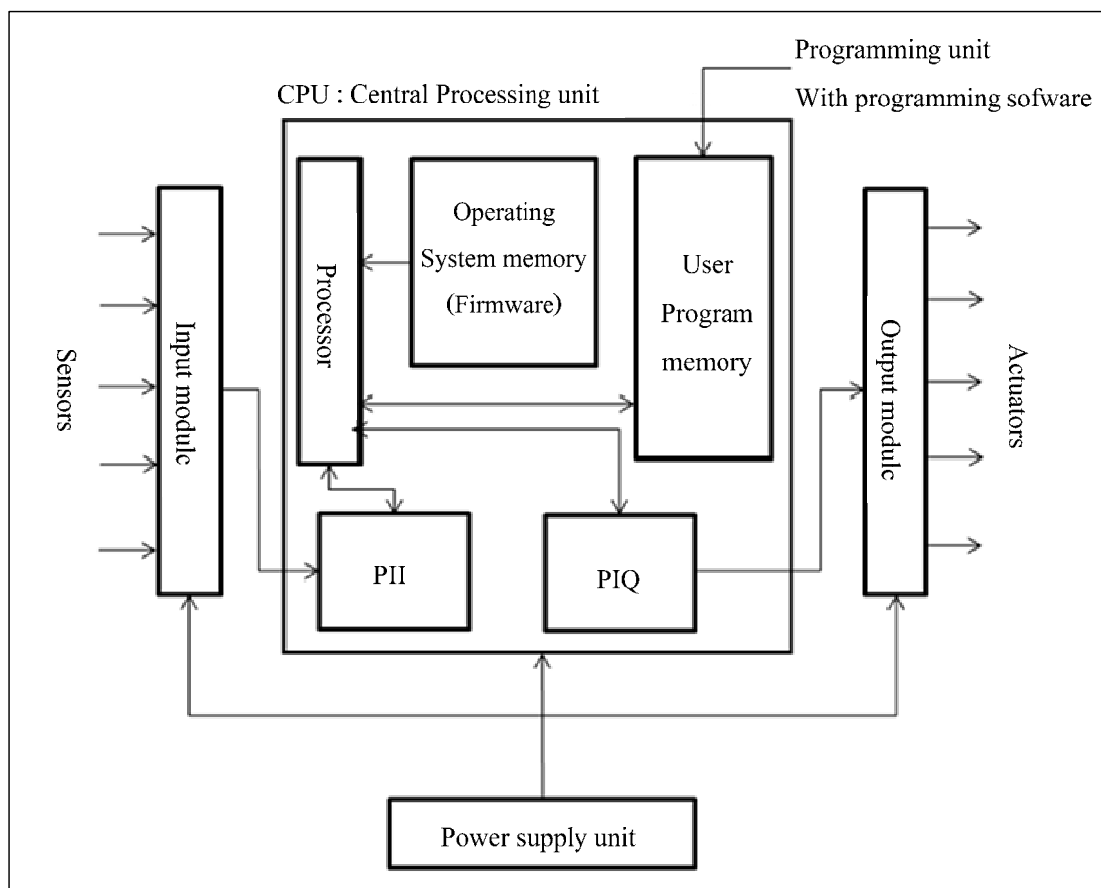 Programming unit
With programming sofware
CPU : Central Processing unit
Sensors
Input module
Processor
Operating
System memory
(Firmware)
User
Program
memory
Output module
Actuators
PII
PIQ
Power supply unit